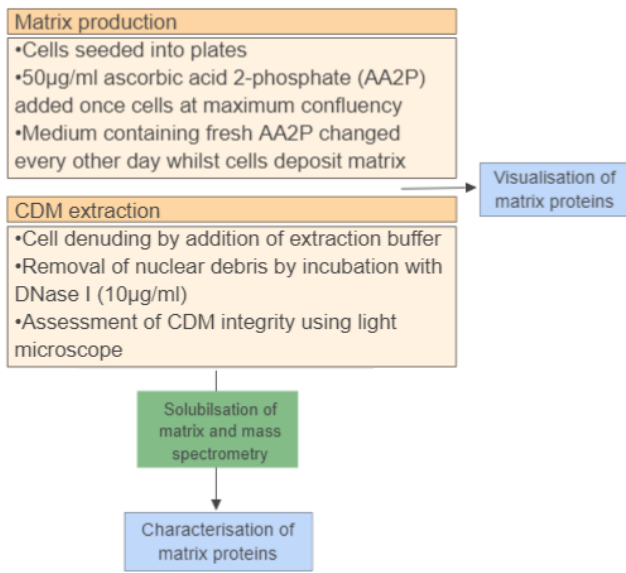 Matrix production
•Cells seeded into plates
•50µg/ml ascorbic acid 2-phosphate (AA2P)
added once cells at maximum confluency
•Medium containing fresh AA2P changed
every other day whilst cells deposit matrix
Visualisation of
matrix proteins
CDM extraction
•Cell denuding by addition of extraction buffer
•Removal of nuclear debris by incubation with
DNase I (10µg/ml)
•Assessment of CDM integrity using light
microscope
Solubilsation of
matrix and mass
spectrometry
Characterisation of
matrix proteins